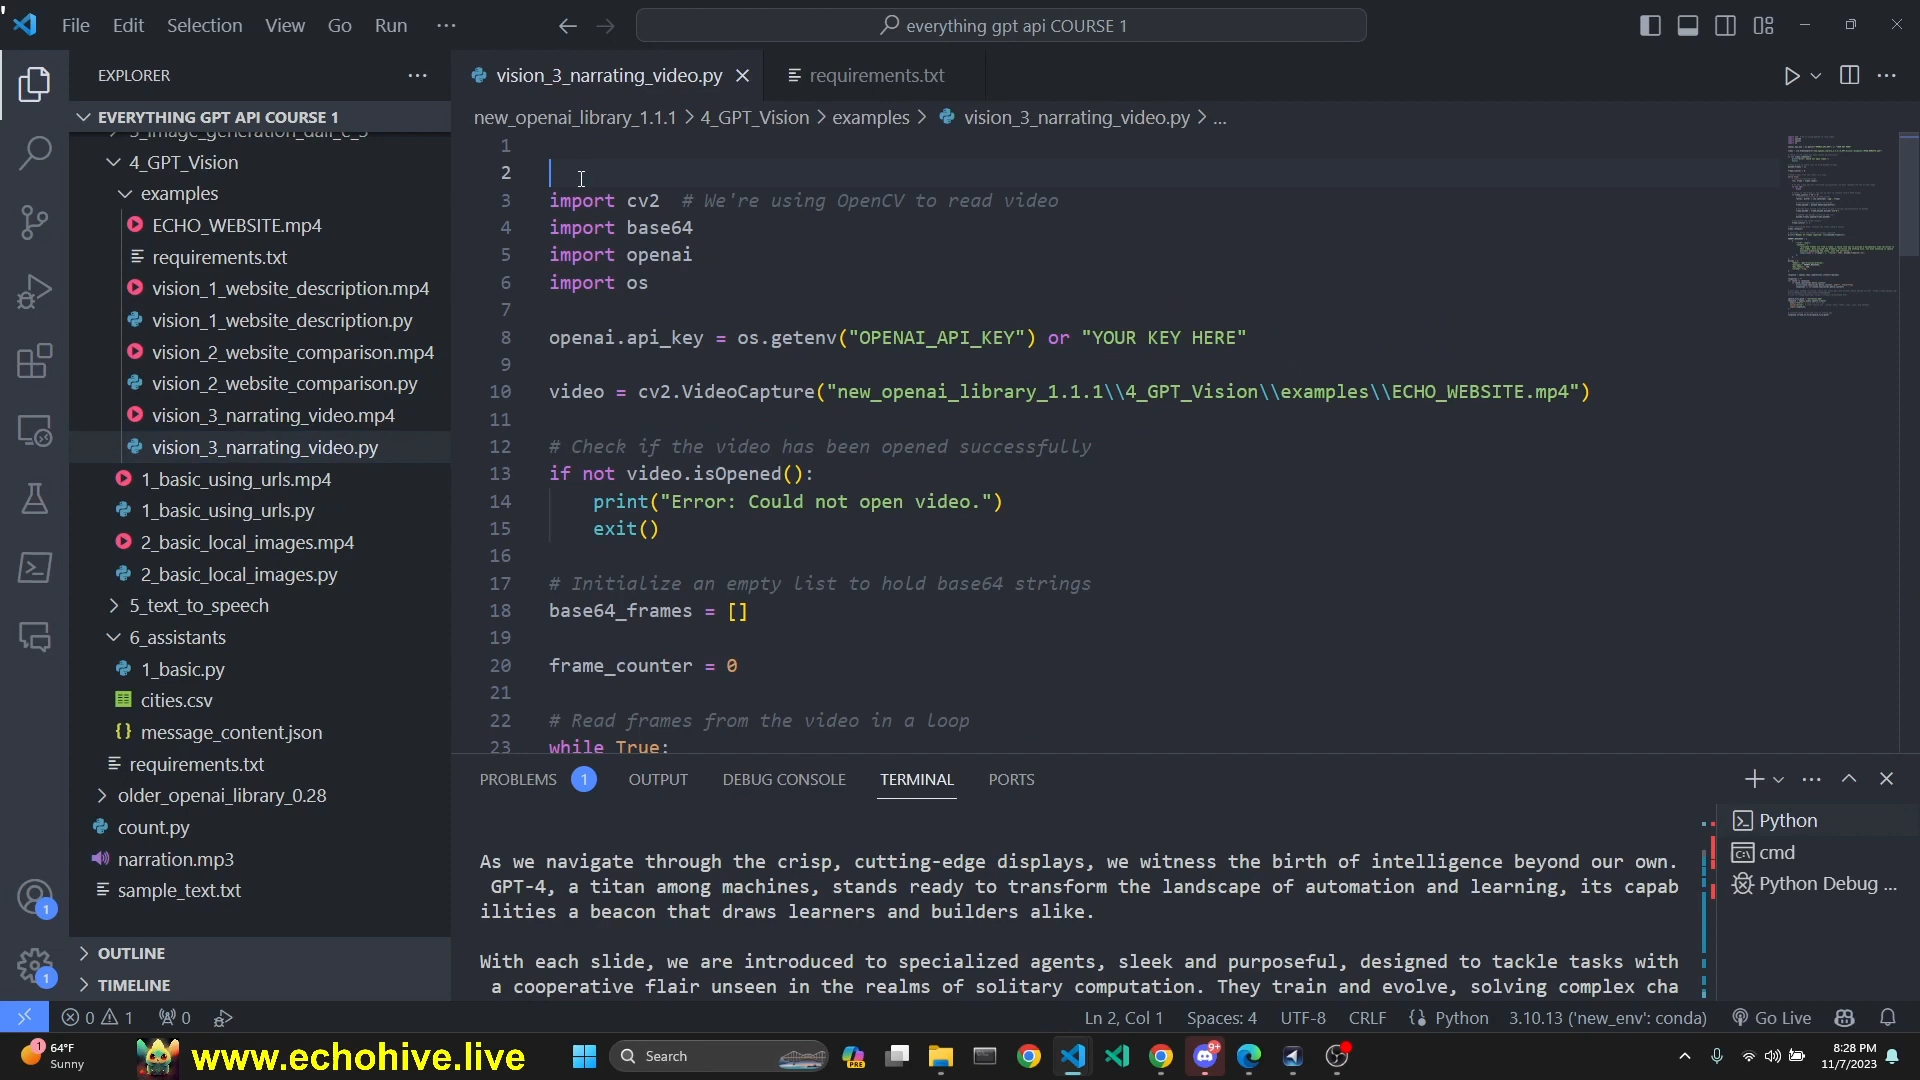 File Edit Selection View Go Run ...
everything gpt api COURSE 1
EXPLORER
EVERYTHING GPT API COURSE 1
4_GPT_Vision
examples
ECHO_WEBSITE.mp4
requirements.txt
vision_1_website_description.mp4
vision_1_website_description.py
vision_2_website_comparison.mp4
vision_2_website_comparison.py
vision_3_narrating_video.mp4
vision_3_narrating_video.py
1_basic_using_urls.mp4
1_basic_using_urls.py
2_basic_local_images.mp4
2_basic_local_images.py
5_text_to_speech
6_assistants
1_basic.py
cities.csv
message_content.json
requirements.txt
older_openai_library_0.28
count.py
narration.mp3
sample_text.txt
OUTLINE
TIMELINE
vision_3_narrating_video.py requirements.txt
new_openai_library_1.1.1 > 4_GPT_Vision > examples > vision_3_narrating_video.py > ...
1
2
3 import cv2  # We're using OpenCV to read video
4 import base64
5 import openai
6 import os
7
8 openai.api_key = os.getenv("OPENAI_API_KEY") or "YOUR KEY HERE"
9
10 video = cv2.VideoCapture("new_openai_library_1.1.1\\4_GPT_Vision\\examples\\ECHO_WEBSITE.mp4")
11
12 # Check if the video has been opened successfully
13 if not video.isOpened():
14     print("Error: Could not open video.")
15     exit()
16
17 # Initialize an empty list to hold base64 strings
18 base64_frames = []
19
20 frame_counter = 0
21
22 # Read frames from the video in a loop
23 while True:
PROBLEMS 1 OUTPUT DEBUG CONSOLE TERMINAL PORTS
As we navigate through the crisp, cutting-edge displays, we witness the birth of intelligence beyond our own.
GPT-4, a titan among machines, stands ready to transform the landscape of automation and learning, its capab
ilities a beacon that draws learners and builders alike.
With each slide, we are introduced to specialized agents, sleek and purposeful, designed to tackle tasks with
a cooperative flair unseen in the realms of solitary computation. They train and evolve, solving complex cha
Python
cmd
Python Debug ...
1
1
0 1 0 Ln 2, Col 1 Spaces: 4 UTF-8 CRLF Python 3.10.13 ('new_env': conda) Go Live
1 64°F
Sunny
www.echohive.live
Search
PRE
9+
8:28 PM
11/7/2023